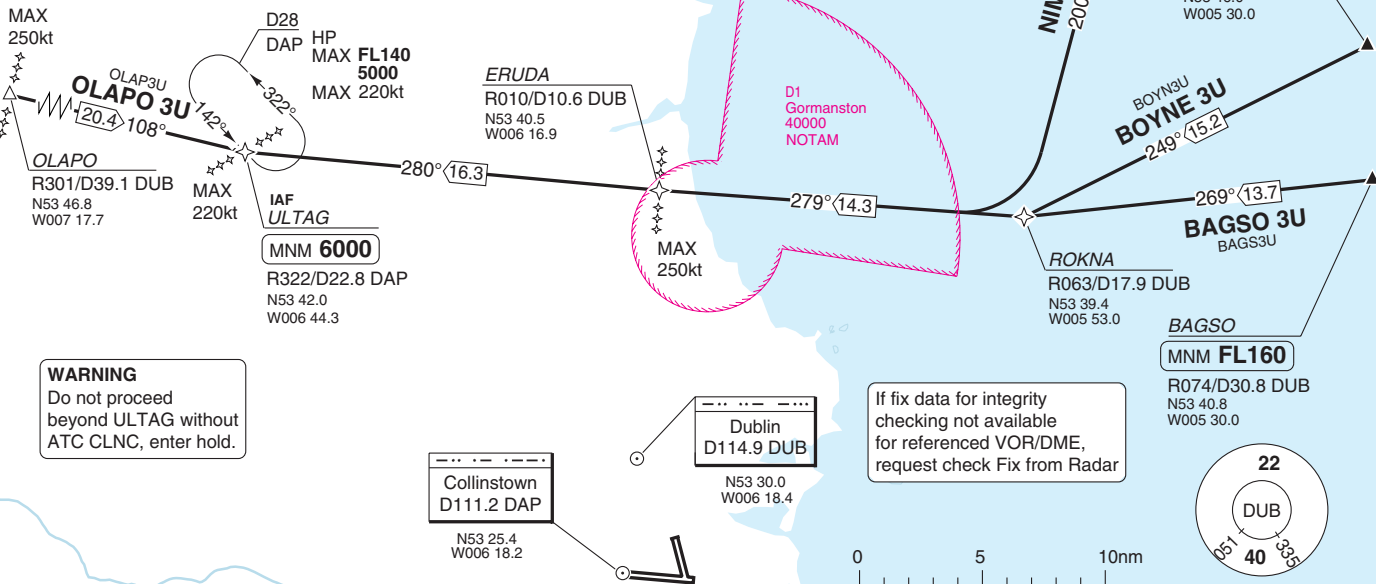 MAX
250kt
OLAP3U
OLAPO 3U
20.4
108°
OLAPO
R301/D39.1 DUB
N53 46.8
W007 17.7
D28
DAP
HP
MAX FL140
5000
MAX 220kt
142°
322°
MAX
220kt
IAF
ULTAG
MNM 6000
R322/D22.8 DAP
N53 42.0
W006 44.3
280°
16.3
ERUDA
R010/D10.6 DUB
N53 40.5
W006 16.9
MAX
250kt
D1
Gormanston
40000
NOTAM
279°
14.3
NIM
200
W005 30.0
BOYN3U
BOYNE 3U
249°
15.2
269°
13.7
BAGSO 3U
BAGS3U
ROKNA
R063/D17.9 DUB
N53 39.4
W005 53.0
BAGSO
MNM FL160
R074/D30.8 DUB
N53 40.8
W005 30.0
WARNING
Do not proceed
beyond ULTAG without
ATC CLNC, enter hold.
Collinstown
D111.2 DAP
N53 25.4
W006 18.2
Dublin
D114.9 DUB
N53 30.0
W006 18.4
If fix data for integrity
checking not available
for referenced VOR/DME,
request check Fix from Radar
22
DUB
051
335
40
0 5 10nm